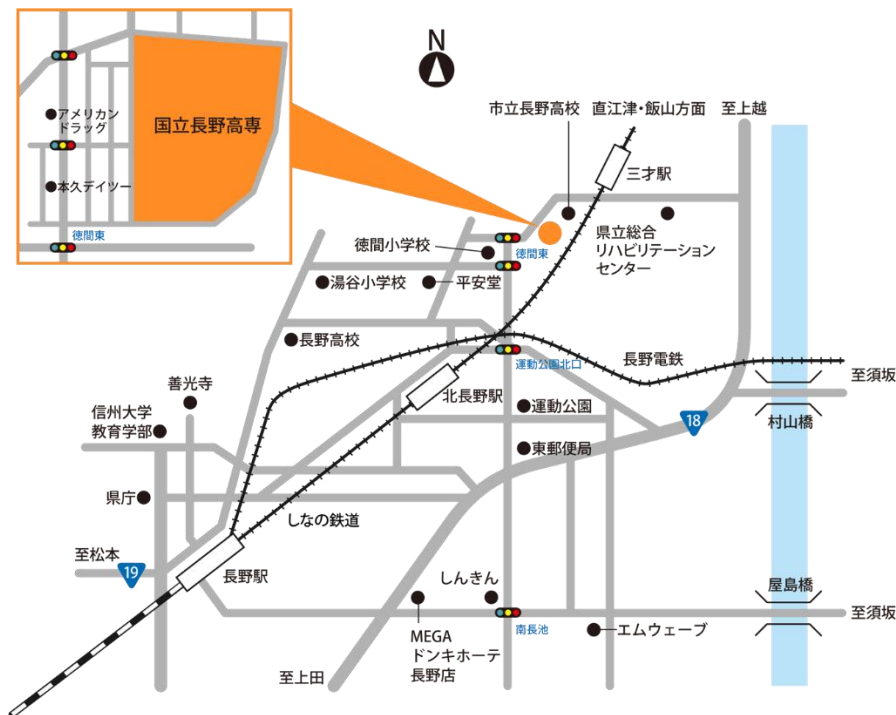 国立長野高専
アメリカン
ドラッグ
本久デイツー
徳間東
N
市立長野高校
直江津・飯山方面
至上越
三才駅
徳間小学校
徳間東
県立総合
リハビリテーション
センター
湯谷小学校
平安堂
長野高校
運動公園北口
長野電鉄
至須坂
善光寺
北長野駅
信州大学
教育学部
運動公園
18
村山橋
東郵便局
県庁
しなの鉄道
至松本
19
長野駅
しんきん
屋島橋
至須坂
南長池
エムウェーブ
MEGA
ドンキホーテ
長野店
至上田